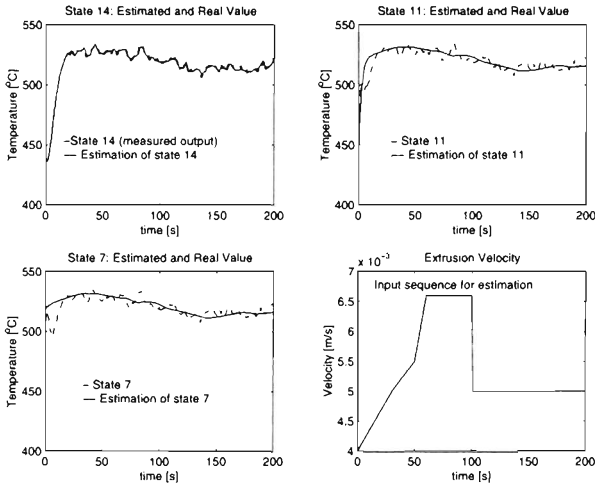 State 14: Estimated and Real Value
550
500
450
400
Temperature [°C]
-State 14 (measured output)
- Estimation of state 14
0 50 100 150 200
time [s]
State 11: Estimated and Real Value
550
500
450
400
Temperature [°C]
- State 11
- Estimation of state 11
0 50 100 150 200
time [s]
State 7: Estimated and Real Value
550
500
450
400
Temperature [°C]
- State 7
- Estimation of state 7
0 50 100 150 200
time [s]
Extrusion Velocity
x 10⁻³
7
6.5
6
5.5
5
4.5
4
Velocity [m/s]
Input sequence for estimation
0 50 100 150 200
time [s]